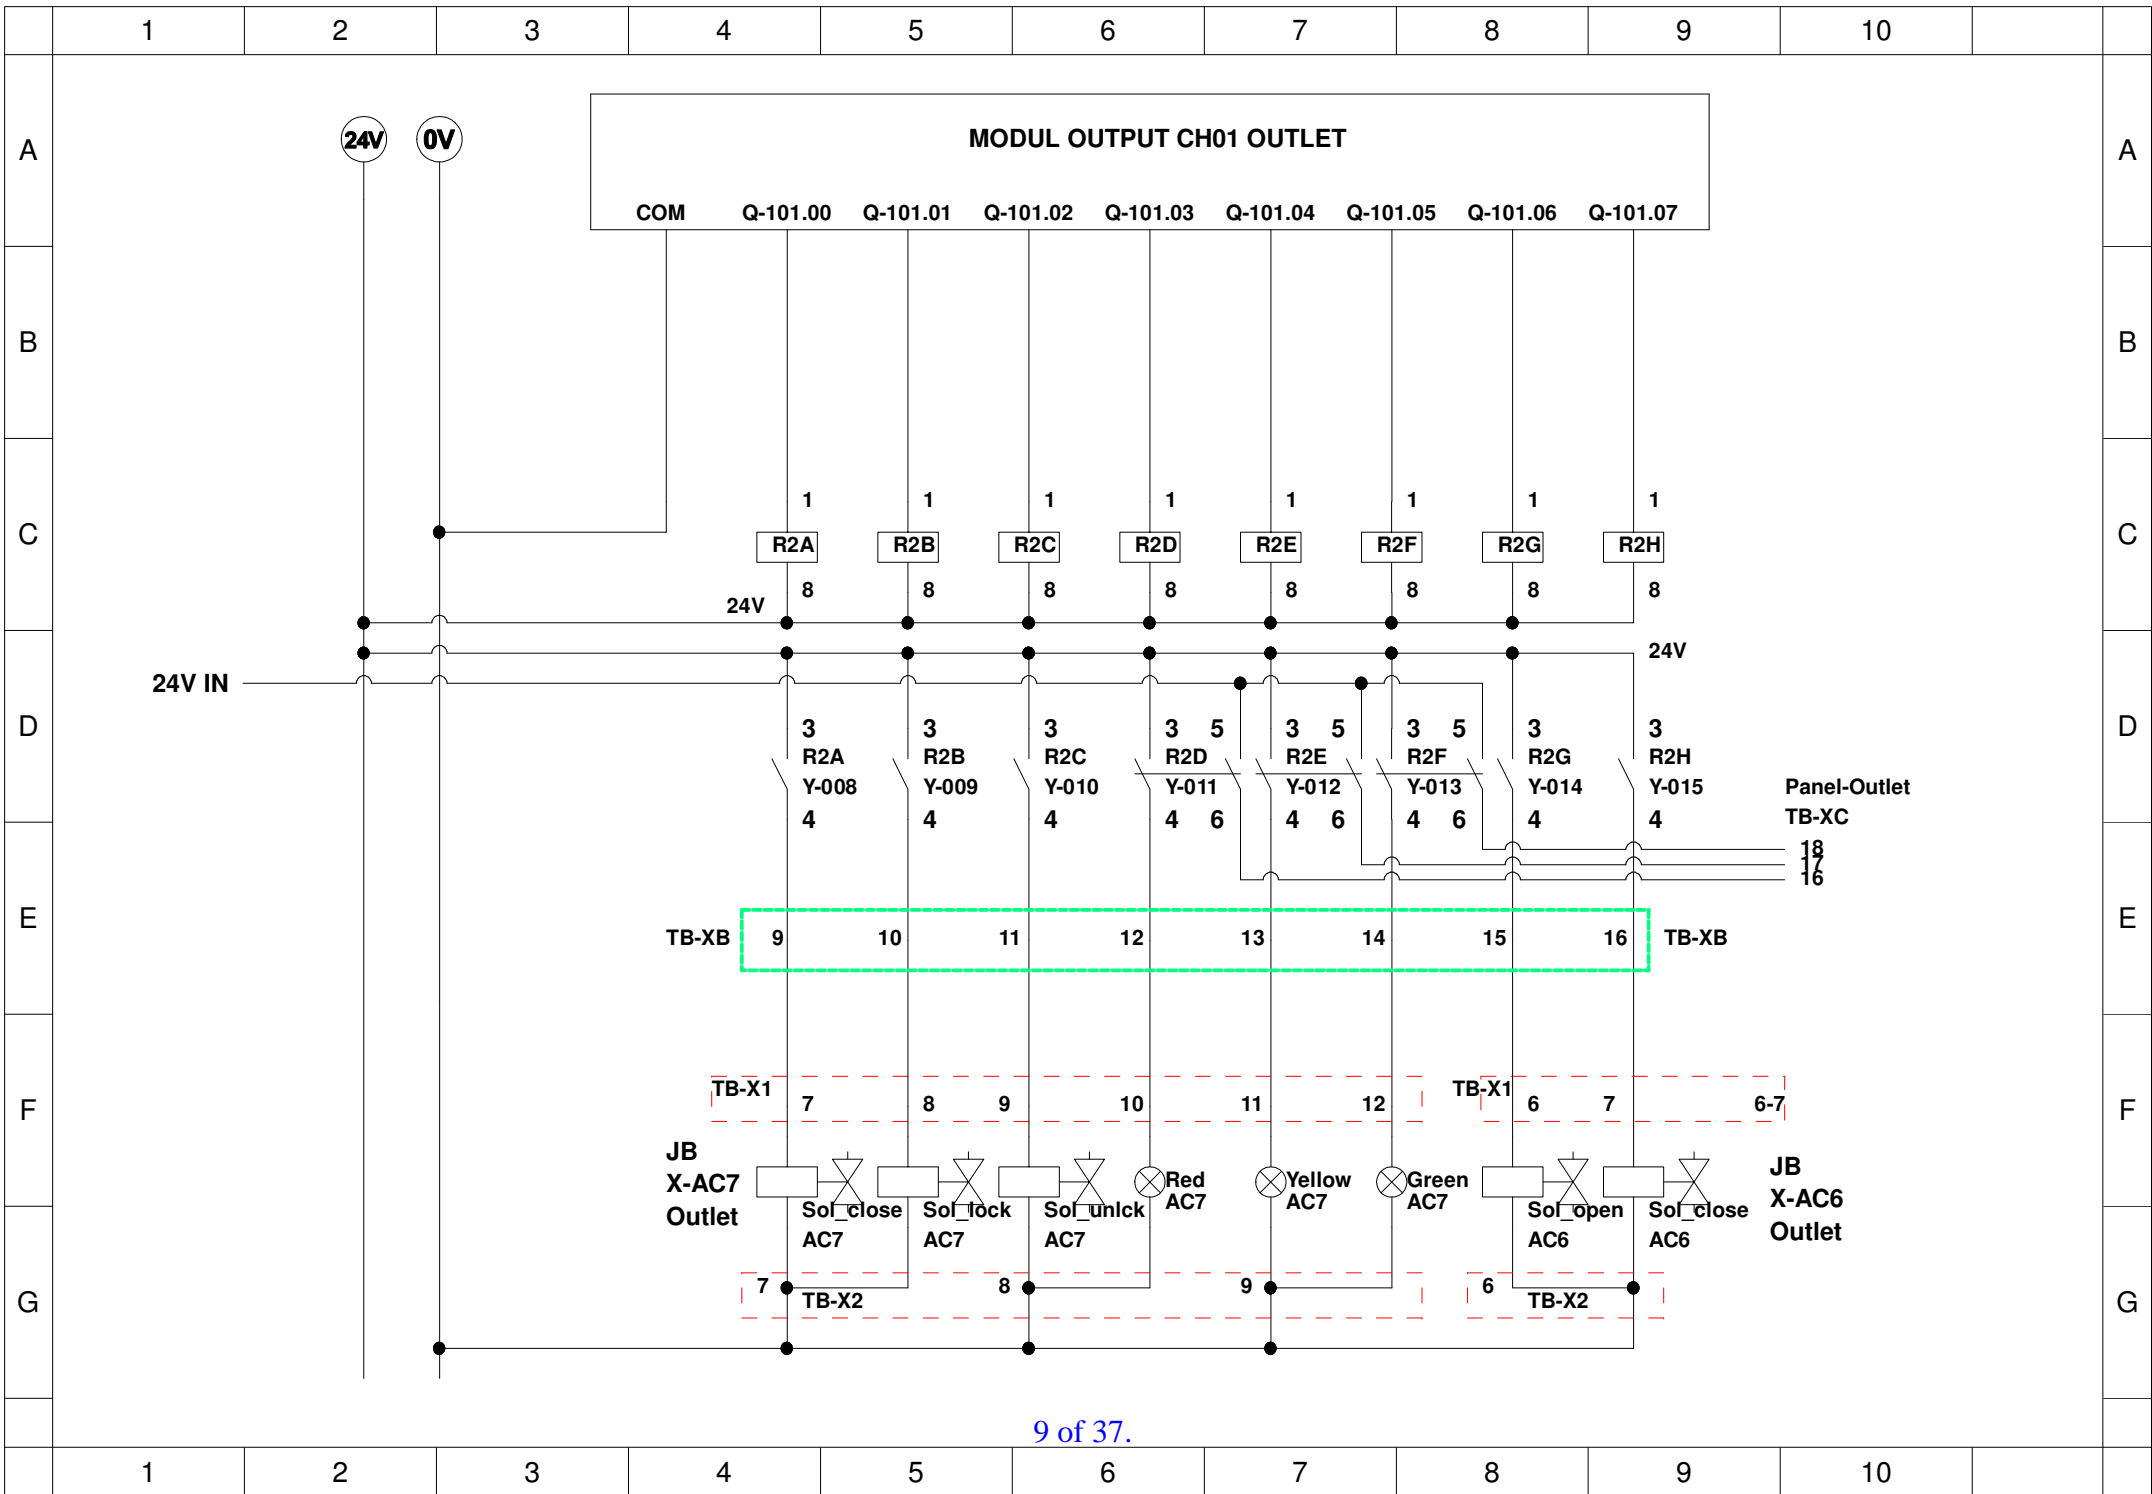 1 2 3 4 5 6 7 8 9 10
A A
24V 0V
MODUL OUTPUT CH01 OUTLET
COM Q-101.00 Q-101.01 Q-101.02 Q-101.03 Q-101.04 Q-101.05 Q-101.06 Q-101.07
B B
1 1 1 1 1 1 1 1
C C
R2A R2B R2C R2D R2E R2F R2G R2H
8 8 8 8 8 8 8 8
24V
24V
24V IN
D D
3 3 3 3 5 3 5 3 5 3 3
R2A R2B R2C R2D R2E R2F R2G R2H
Y-008 Y-009 Y-010 Y-011 Y-012 Y-013 Y-014 Y-015
Panel-Outlet
TB-XC
4 4 4 4 6 4 6 4 6 4 4
18
17
16
E E
TB-XB 9 10 11 12 13 14 15 16 TB-XB
TB-X1 TB-X1
F F
7 8 9 10 11 12 6 7 6-7
JB
X-AC7
Outlet
JB
X-AC6
Outlet
Red
AC7
Yellow
AC7
Green
AC7
Sol_close
AC7
Sol_lock
AC7
Sol_unlck
AC7
Sol_open
AC6
Sol_close
AC6
G G
7 8 9 6
TB-X2 TB-X2
9 of 37.
1 2 3 4 5 6 7 8 9 10